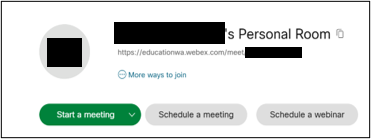 's Personal Room
https://educationwa.webex.com/meet/
More ways to join
Start a meeting
Schedule a meeting
Schedule a webinar